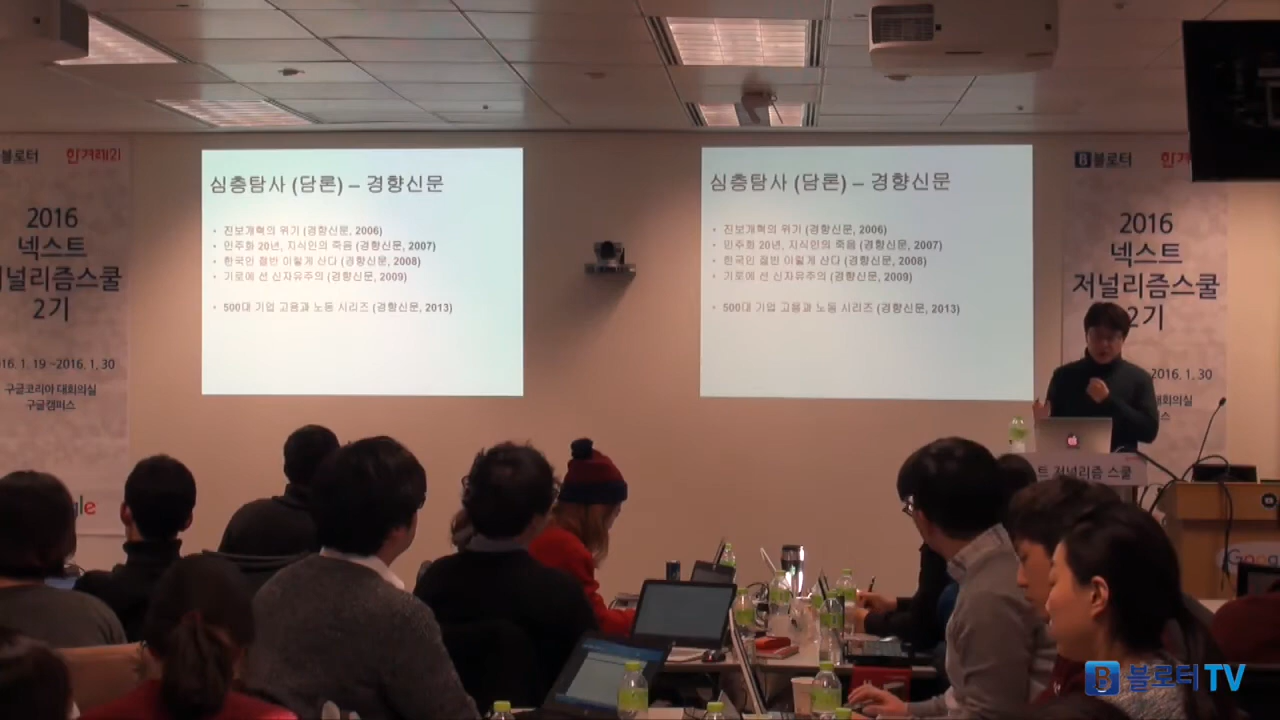 블로터 한겨레21
2016
넥스트
저널리즘스쿨
2기
16. 1. 19 ~2016. 1. 30
구글코리아 대회의실
구글캠퍼스
gle
심층탐사 (담론) – 경향신문
• 진보개혁의 위기 (경향신문, 2006)
• 민주화 20년, 지식인의 죽음 (경향신문, 2007)
• 한국인 절반 이렇게 산다 (경향신문, 2008)
• 기로에 선 신자유주의 (경향신문, 2009)
• 500대 기업 고용과 노동 시리즈 (경향신문, 2013)
심층탐사 (담론) – 경향신문
• 진보개혁의 위기 (경향신문, 2006)
• 민주화 20년, 지식인의 죽음 (경향신문, 2007)
• 한국인 절반 이렇게 산다 (경향신문, 2008)
• 기로에 선 신자유주의 (경향신문, 2009)
• 500대 기업 고용과 노동 시리즈 (경향신문, 2013)
B 블로터 한겨
2016
넥스트
저널리즘스쿨
2기
2016. 1. 30
대회의실
스
트 저널리즘 스쿨
Google
B 블로터 TV